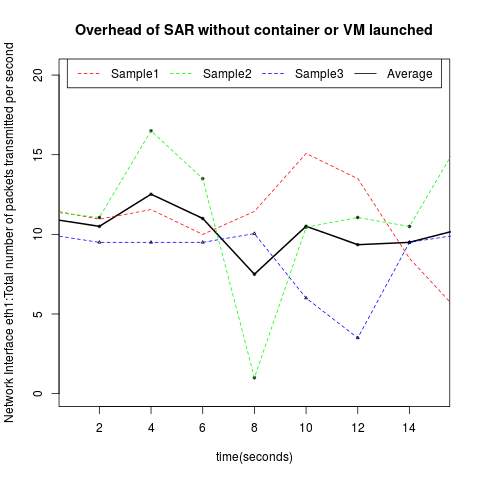 Overhead of SAR without container or VM launched
Network Interface eth1:Total number of packets transmitted per second
Sample1 Sample2 Sample3 Average
20
15
10
5
0
2 4 6 8 10 12 14
time(seconds)